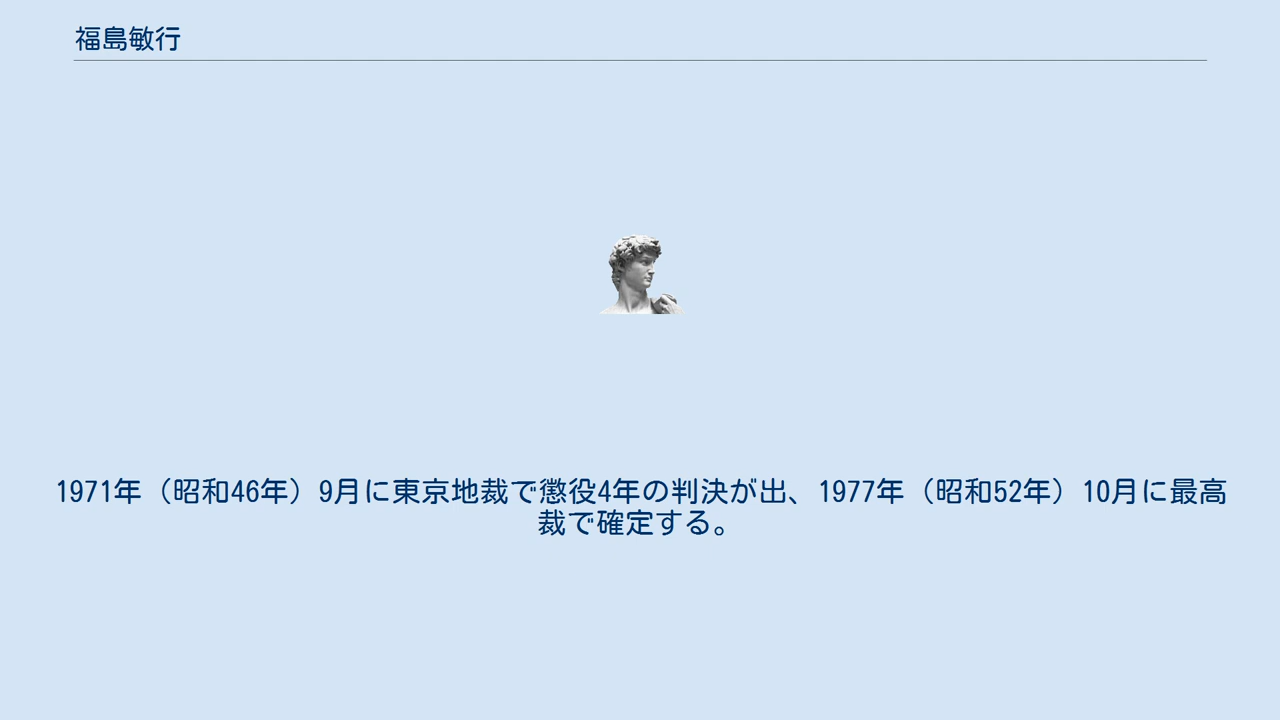 福島敏行
1971年（昭和46年）9月に東京地裁で懲役4年の判決が出、1977年（昭和52年）10月に最高
裁で確定する。